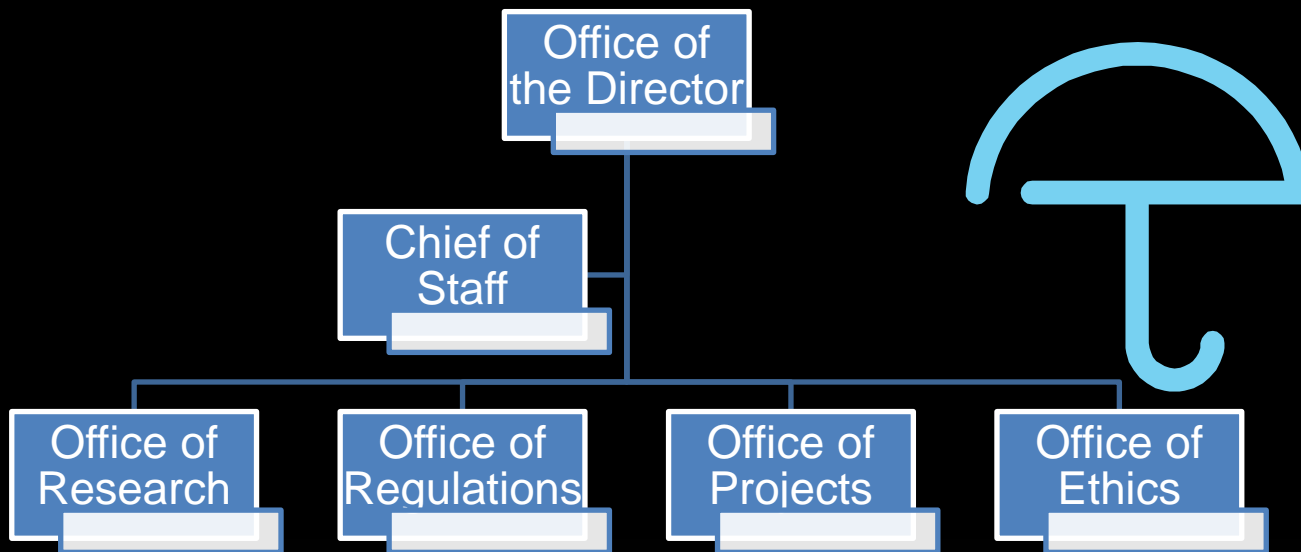 Office of
the Director
Chief of
Staff
Office of
Research
Office of
Regulations
Office of
Projects
Office of
Ethics